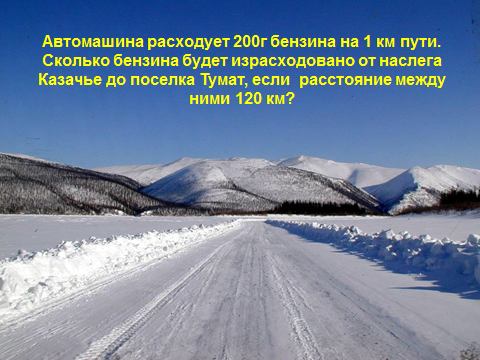 Автомашина расходует 200г бензина на 1 км пути.
Сколько бензина будет израсходовано от наслега
Казачье до поселка Тумат, если  расстояние между
ними 120 км?